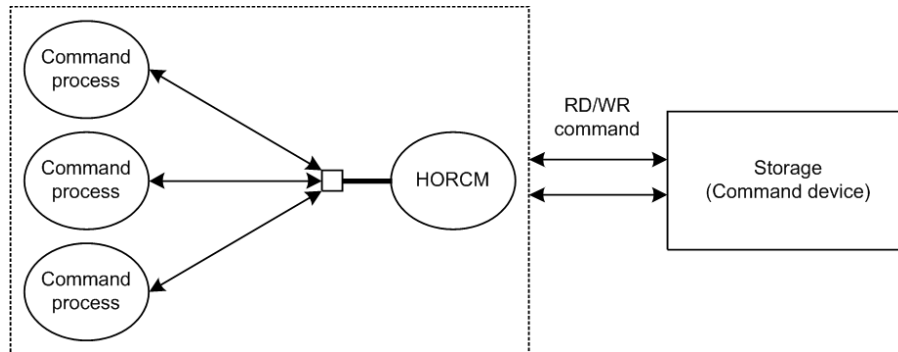 Command
process
Command
process
Command
process
HORCM
RD/WR
command
Storage
(Command device)